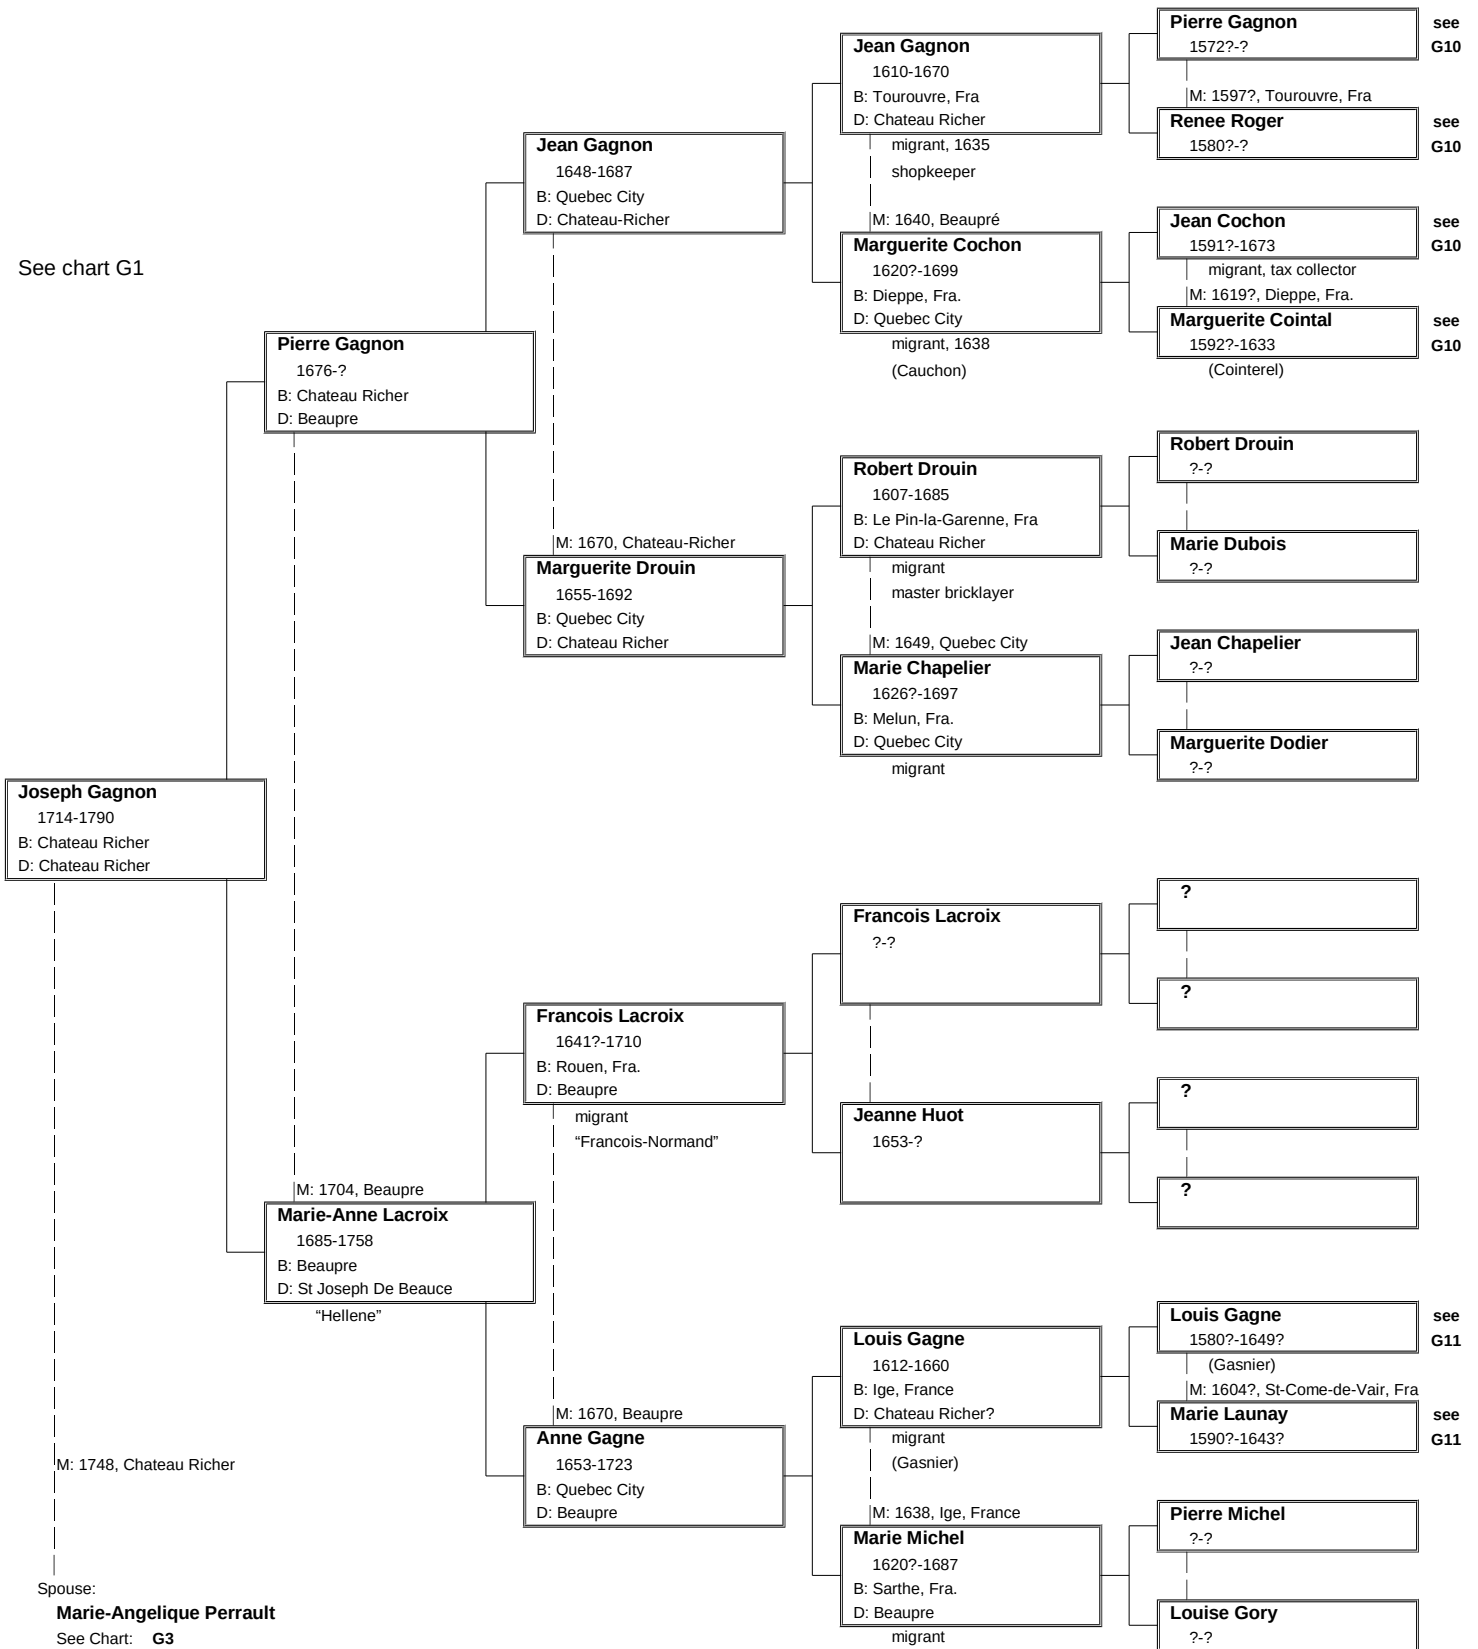 See chart G1
Joseph Gagnon
1714-1790
B: Chateau Richer
D: Chateau Richer
M: 1748, Chateau Richer
Spouse:
Marie-Angelique Perrault
See Chart: G3
Pierre Gagnon
1676-?
B: Chateau Richer
D: Beaupre
M: 1704, Beaupre
Marie-Anne Lacroix
1685-1758
B: Beaupre
D: St Joseph De Beauce
“Hellene”
Jean Gagnon
1648-1687
B: Quebec City
D: Chateau-Richer
M: 1670, Chateau-Richer
Marguerite Drouin
1655-1692
B: Quebec City
D: Chateau Richer
Francois Lacroix
1641?-1710
B: Rouen, Fra.
D: Beaupre
migrant
“Francois-Normand”
M: 1670, Beaupre
Anne Gagne
1653-1723
B: Quebec City
D: Beaupre
Jean Gagnon
1610-1670
B: Tourouvre, Fra
D: Chateau Richer
migrant, 1635
shopkeeper
M: 1640, Beaupré
Marguerite Cochon
1620?-1699
B: Dieppe, Fra.
D: Quebec City
migrant, 1638
(Cauchon)
Robert Drouin
1607-1685
B: Le Pin-la-Garenne, Fra
D: Chateau Richer
migrant
master bricklayer
M: 1649, Quebec City
Marie Chapelier
1626?-1697
B: Melun, Fra.
D: Quebec City
migrant
Francois Lacroix
?-?
Jeanne Huot
1653-?
Louis Gagne
1612-1660
B: Ige, France
D: Chateau Richer?
migrant
(Gasnier)
M: 1638, Ige, France
Marie Michel
1620?-1687
B: Sarthe, Fra.
D: Beaupre
migrant
Pierre Gagnon see
1572?-? G10
M: 1597?, Tourouvre, Fra
Renee Roger see
1580?-? G10
Jean Cochon see
1591?-1673 G10
migrant, tax collector
M: 1619?, Dieppe, Fra.
Marguerite Cointal see
1592?-1633 G10
(Cointerel)
Robert Drouin
?-?
Marie Dubois
?-?
Jean Chapelier
?-?
Marguerite Dodier
?-?
?
?
?
?
Louis Gagne see
1580?-1649? G11
(Gasnier)
M: 1604?, St-Come-de-Vair, Fra
Marie Launay see
1590?-1643? G11
Pierre Michel
?-?
Louise Gory
?-?